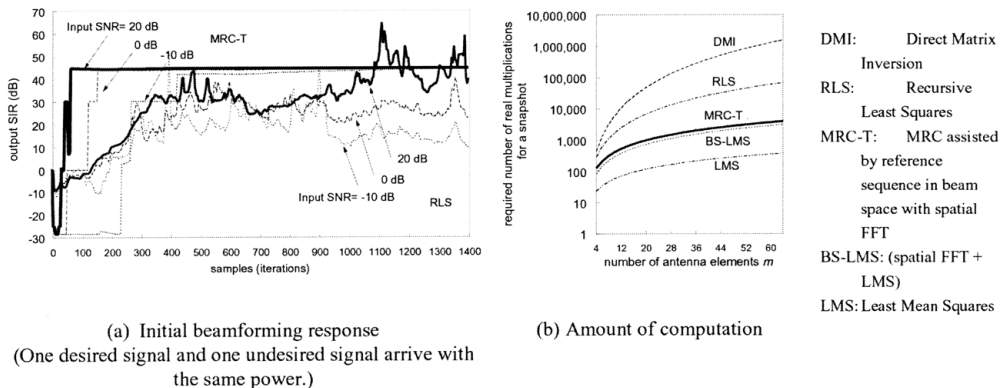 70
60
50
40
30
20
10
0
-10
-20
-30
output SIR (dB)
Input SNR= 20 dB
0 dB
-10 dB
MRC-T
20 dB
0 dB
Input SNR= -10 dB
RLS
0 100 200 300 400 500 600 700 800 900 1000 1100 1200 1300 1400
samples (iterations)
(a) Initial beamforming response
(One desired signal and one undesired signal arrive with
the same power.)
required number of real multiplications
for a snapshot
10,000,000
1,000,000
100,000
10,000
1,000
100
10
1
DMI
RLS
MRC-T
BS-LMS
LMS
4 12 20 28 36 44 52 60
number of antenna elements m
(b) Amount of computation
DMI: Direct Matrix
Inversion
RLS: Recursive
Least Squares
MRC-T: MRC assisted
by reference
sequence in beam
space with spatial
FFT
BS-LMS: (spatial FFT +
LMS)
LMS: Least Mean Squares